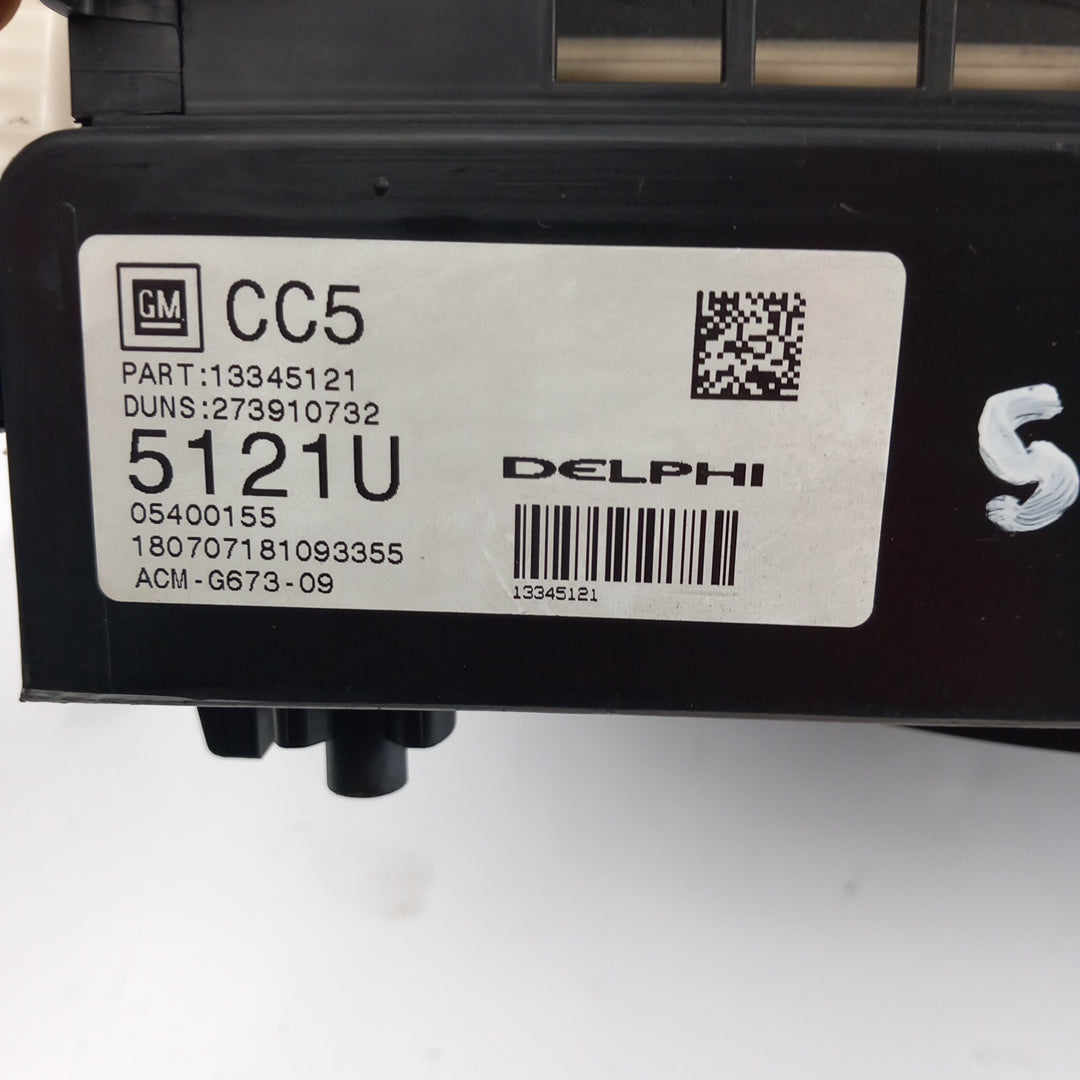 GM CC5
PART:13345121
DUNS:273910732
5121U
DELPHI
05400155
180707181093355
ACM-G673-09
13345121
S